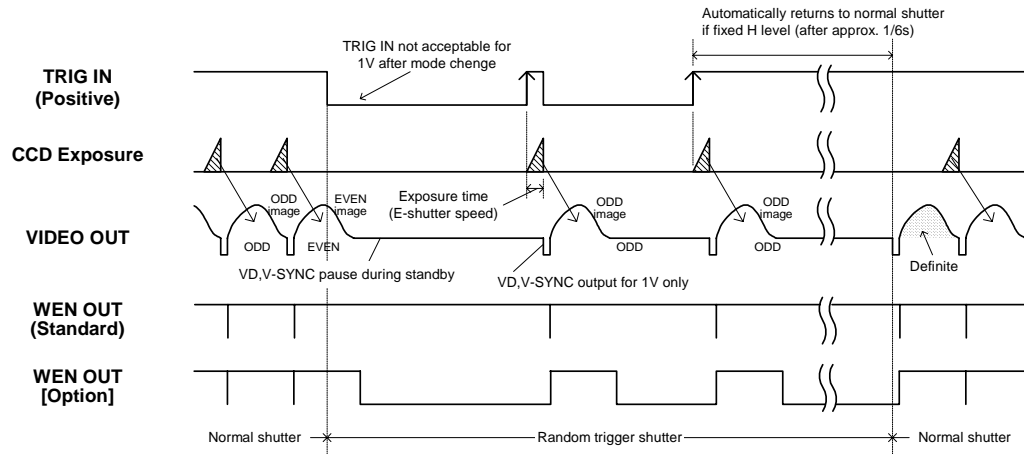 Automatically returns to normal shutter
if fixed H level (after approx. 1/6s)
TRIG IN not acceptable for
1V after mode chenge
TRIG IN
(Positive)
CCD Exposure
Exposure time
(E-shutter speed)
ODD
image
EVEN
image
ODD
image
ODD
image
VIDEO OUT
ODD
EVEN
ODD
ODD
Definite
VD,V-SYNC pause during standby
VD,V-SYNC output for 1V only
WEN OUT
(Standard)
WEN OUT
[Option]
Normal shutter
Random trigger shutter
Normal shutter